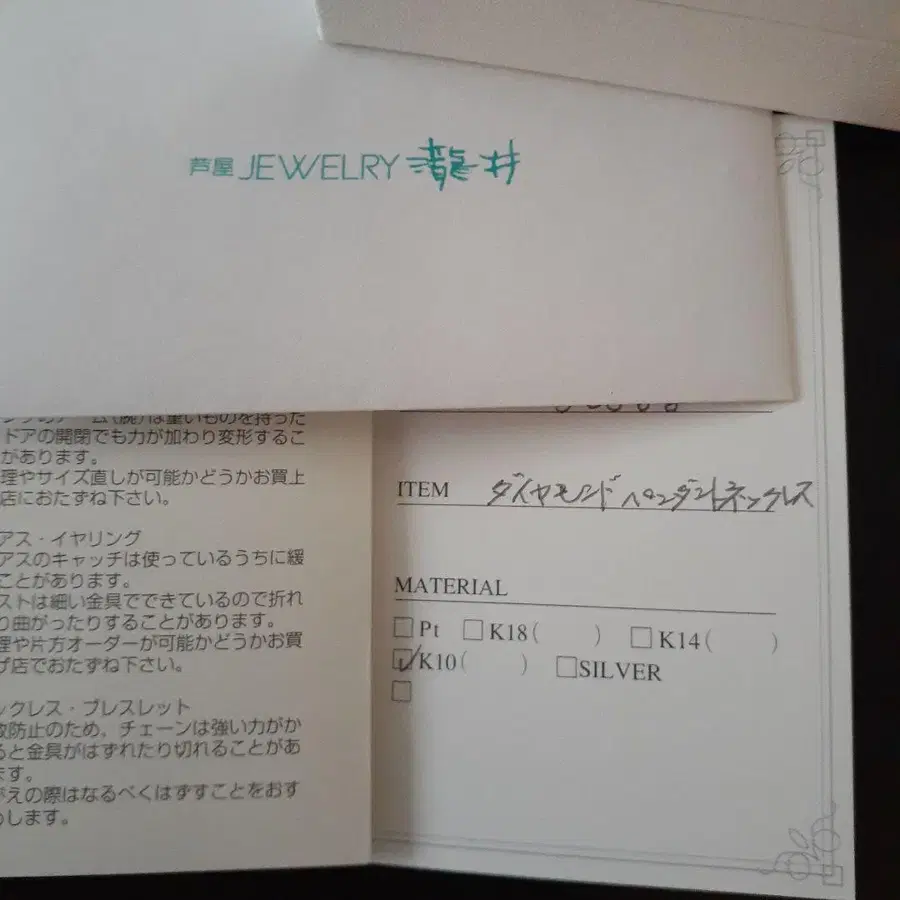 芦屋 JEWELRY 瀧井
(腕)は重いものを持った
ドアの開閉でも力が加わり変形するこ
があります。
理やサイズ直しが可能かどうかお買上
店におたずね下さい。
アス・イヤリング
アスのキャッチは使っているうちに緩
ことがあります。
ストは細い金具でできているので折れ
り曲がったりすることがあります。
理や片方オーダーが可能かどうかお買
げ店でおたずね下さい。
ックレス・ブレスレット
故防止のため、チェーンは強い力がか
ると金具がはずれたり切れることがあ
ます。
がえの際はなるべくはずすことをおす
めします。
ITEM ダイヤモンドペンダントネックレス
MATERIAL
□Pt □K18( ) □K14( )
☑K10( ) □SILVER
□